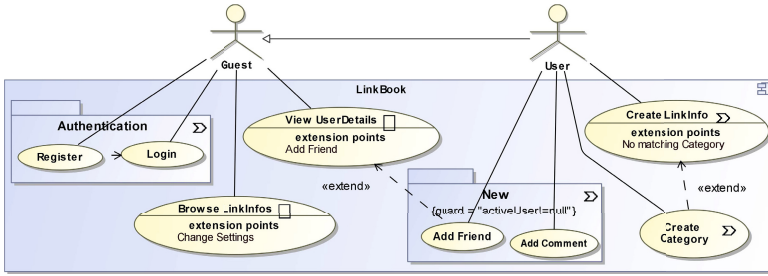 Guest
User
LinkBook
Authentication
Register
Login
View UserDetails
extension points
Add Friend
Create LinkInfo
extension points
No matching Category
«extend»
«extend»
Browse LinkInfos
extension points
Change Settings
New
{guard = "activeUser!=null"}
Add Friend
Add Comment
Create
Category